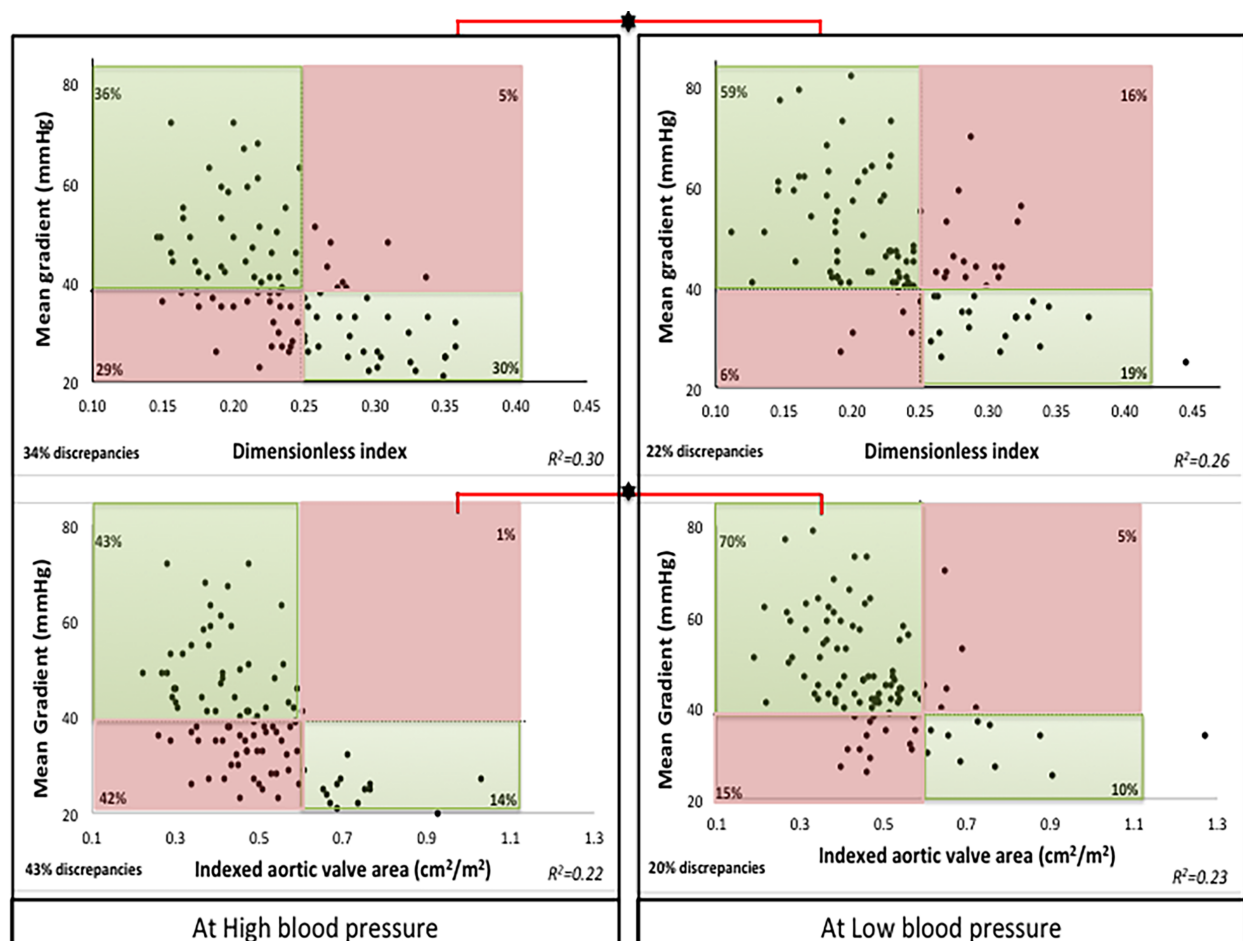 36%
5%
80
60
40
20
Mean gradient (mmHg)
29%
30%
0.10 0.15 0.20 0.25 0.30 0.35 0.40 0.45
34% discrepancies
Dimensionless index
R²=0.30
59%
16%
80
60
40
20
Mean gradient (mmHg)
6%
19%
0.10 0.15 0.20 0.25 0.30 0.35 0.40 0.45
22% discrepancies
Dimensionless index
R²=0.26
43%
1%
80
60
40
20
Mean Gradient (mmHg)
42%
14%
0.1 0.3 0.5 0.7 0.9 1.1 1.3
43% discrepancies
Indexed aortic valve area (cm²/m²)
R²=0.22
70%
5%
80
60
40
20
Mean Gradient (mmHg)
15%
10%
0.1 0.3 0.5 0.7 0.9 1.1 1.3
20% discrepancies
Indexed aortic valve area (cm²/m²)
R²=0.23
At High blood pressure
At Low blood pressure